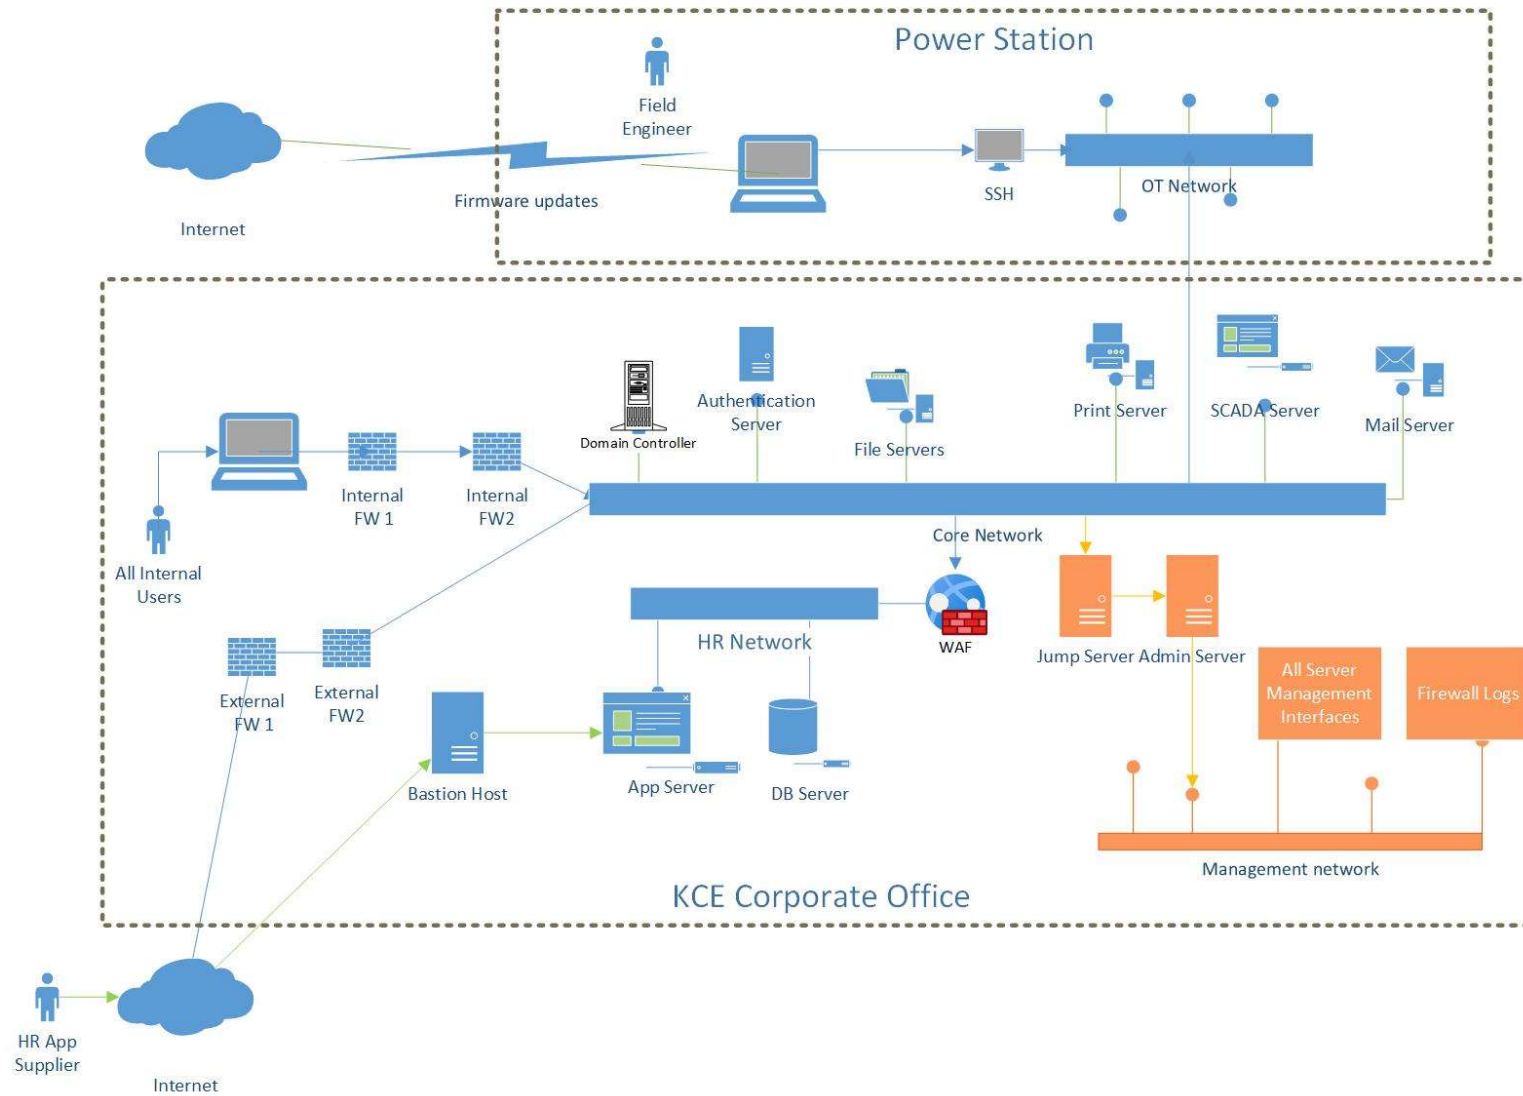 Power Station
Field
Engineer
Internet
Firmware updates
SSH
OT Network
Domain Controller
Authentication
Server
File Servers
Print Server
SCADA Server
Mail Server
Internal
FW 1
Internal
FW2
All Internal
Users
Core Network
External
FW 1
External
FW2
HR Network
WAF
Jump Server
Admin Server
All Server
Management
Interfaces
Firewall Logs
Bastion Host
App Server
DB Server
Management network
KCE Corporate Office
HR App
Supplier
Internet